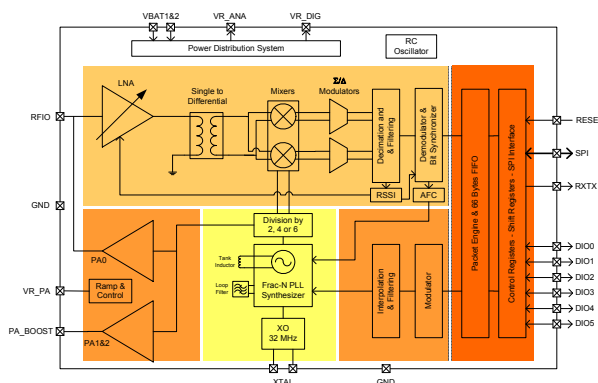 VBAT1&2
VR_ANA
VR_DIG
Power Distribution System
RC
Oscillator
LNA
Single to
Differential
Mixers
Σ/Δ
Modulators
Decimation and
& Filtering
Demodulator &
Bit Synchronizer
RSSI
AFC
Packet Engine & 66 Bytes FIFO
Control Registers - Shift Registers - SPI Interface
RFIO
GND
RESE
SPI
RXTX
Division by
2, 4 or 6
PA0
Tank
Inductor
Loop
Filter
Frac-N PLL
Synthesizer
Interpolation
& Filtering
Modulator
DIO0
DIO1
DIO2
DIO3
DIO4
DIO5
VR_PA
Ramp &
Control
PA_BOOST
PA1&2
XO
32 MHz
XTAL
GND